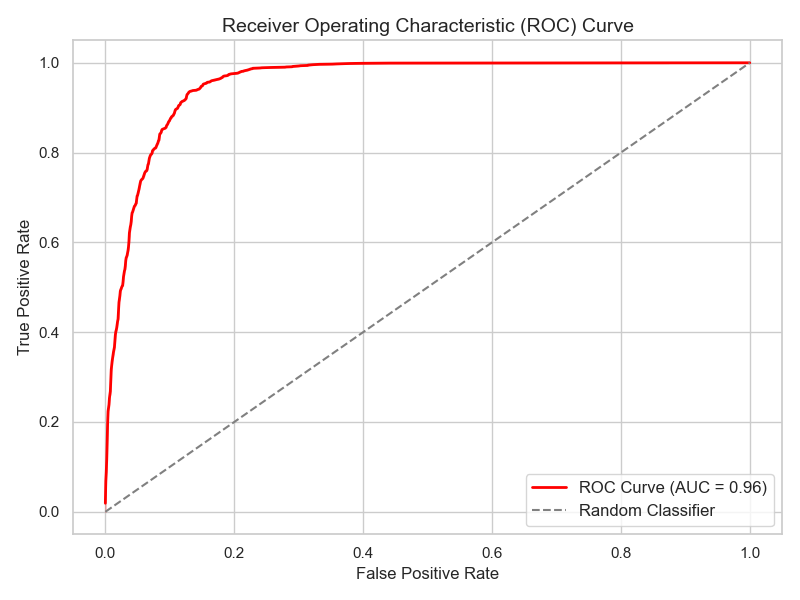 Receiver Operating Characteristic (ROC) Curve
1.0
0.8
0.6
0.4
0.2
0.0
True Positive Rate
ROC Curve (AUC = 0.96)
Random Classifier
0.0 0.2 0.4 0.6 0.8 1.0
False Positive Rate